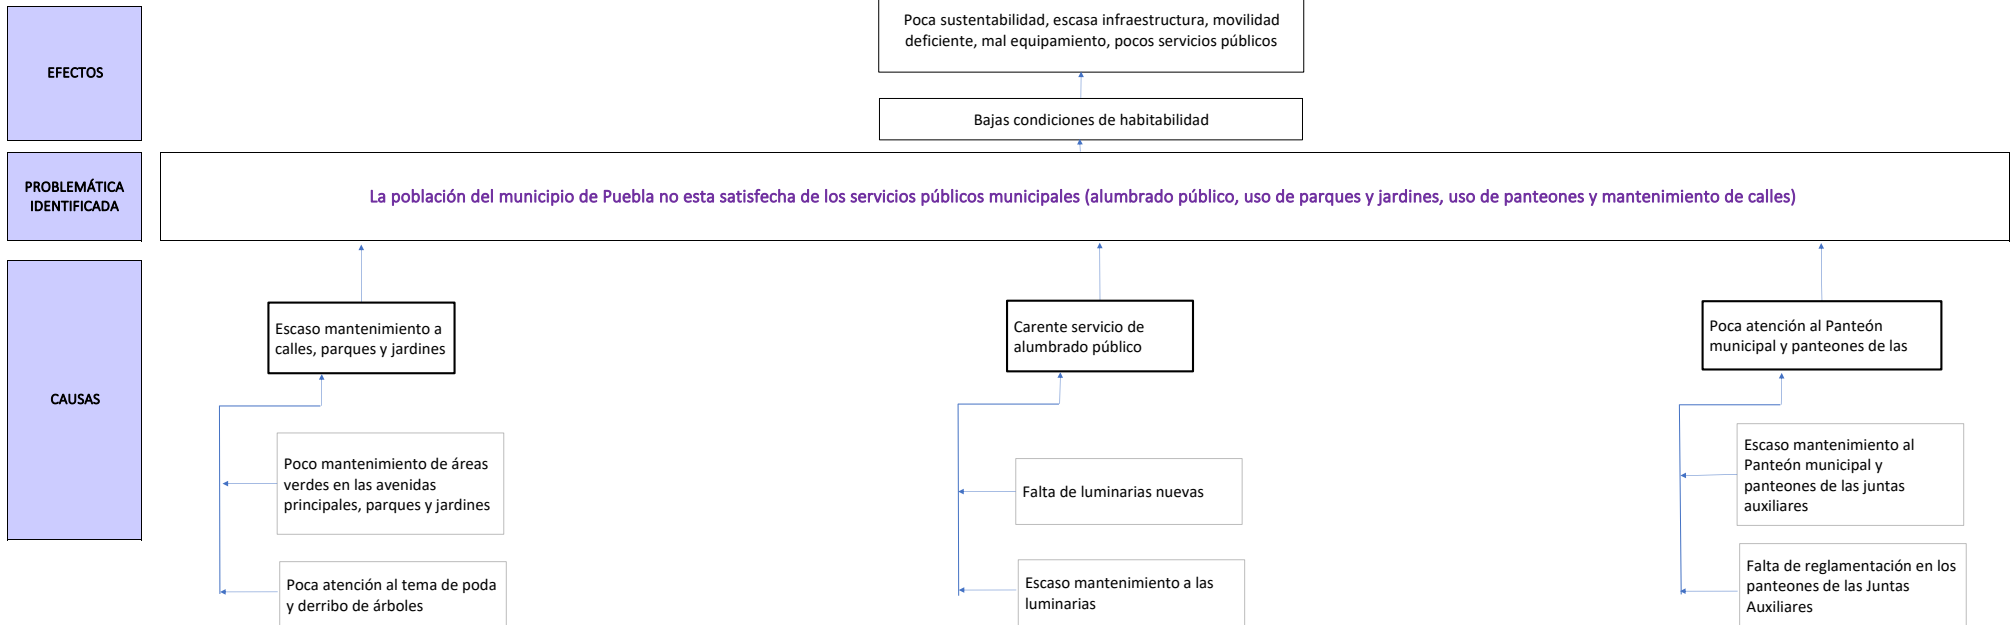 Poca sustentabilidad, escasa infraestructura, movilidad
deficiente, mal equipamiento, pocos servicios públicos
EFECTOS
Bajas condiciones de habitabilidad
PROBLEMÁTICA
IDENTIFICADA
La población del municipio de Puebla no esta satisfecha de los servicios públicos municipales (alumbrado público, uso de parques y jardines, uso de panteones y mantenimiento de calles)
CAUSAS
Escaso mantenimiento a
calles, parques y jardines
Poco mantenimiento de áreas
verdes en las avenidas
principales, parques y jardines
Poca atención al tema de poda
y derribo de árboles
Carente servicio de
alumbrado público
Falta de luminarias nuevas
Escaso mantenimiento a las
luminarias
Poca atención al Panteón
municipal y panteones de las
Escaso mantenimiento al
Panteón municipal y
panteones de las juntas
auxiliares
Falta de reglamentación en los
panteones de las Juntas
Auxiliares